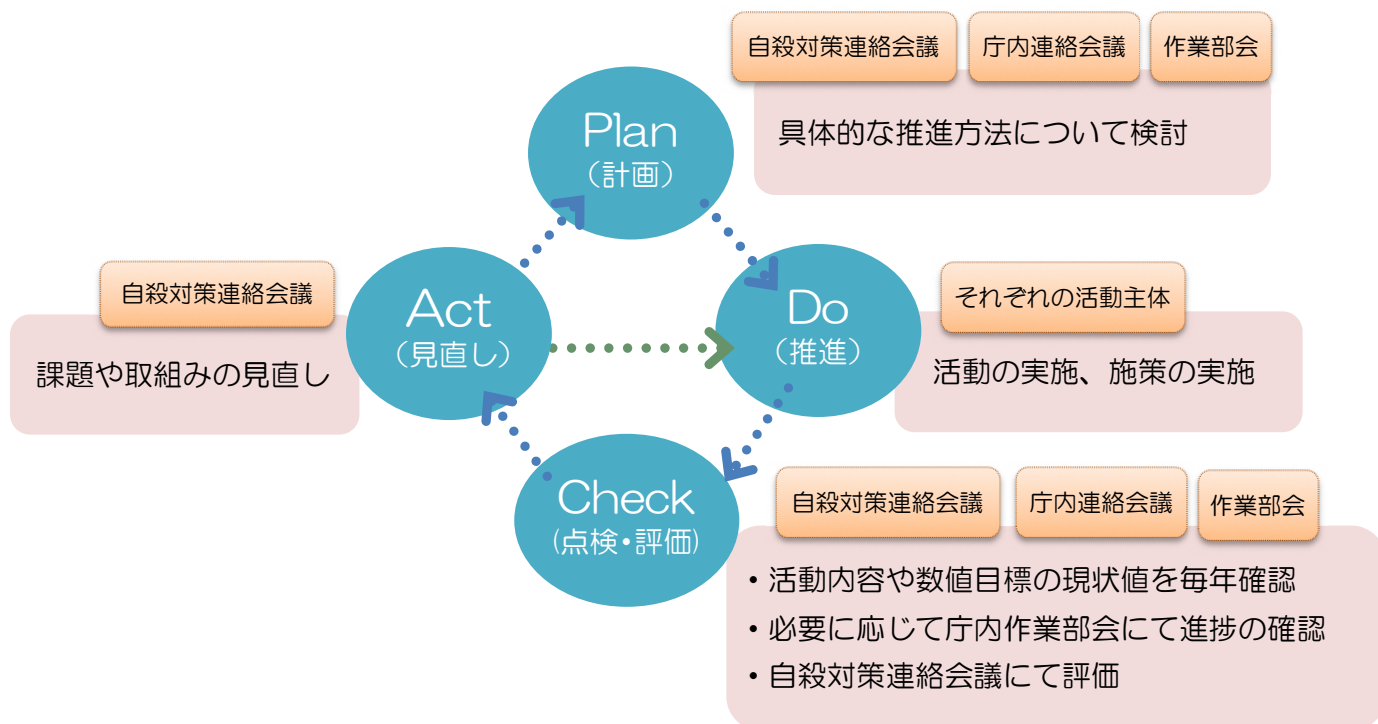 自殺対策連絡会議
庁内連絡会議
作業部会
具体的な推進方法について検討
Plan
（計画）
自殺対策連絡会議
課題や取組みの見直し
Act
（見直し）
Do
（推進）
それぞれの活動主体
活動の実施、施策の実施
Check
(点検・評価)
自殺対策連絡会議
庁内連絡会議
作業部会
・活動内容や数値目標の現状値を毎年確認
・必要に応じて庁内作業部会にて進捗の確認
・自殺対策連絡会議にて評価